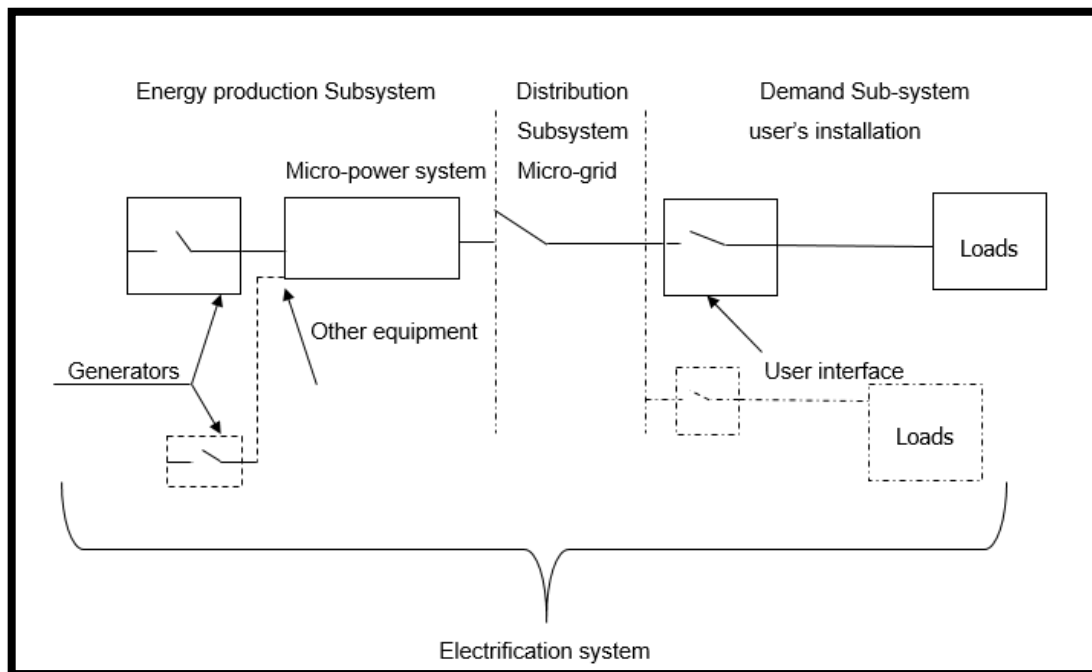 Energy production Subsystem
Distribution
Subsystem
Micro-grid
Demand Sub-system
user's installation
Micro-power system
Loads
Other equipment
Generators
User interface
Loads
Electrification system